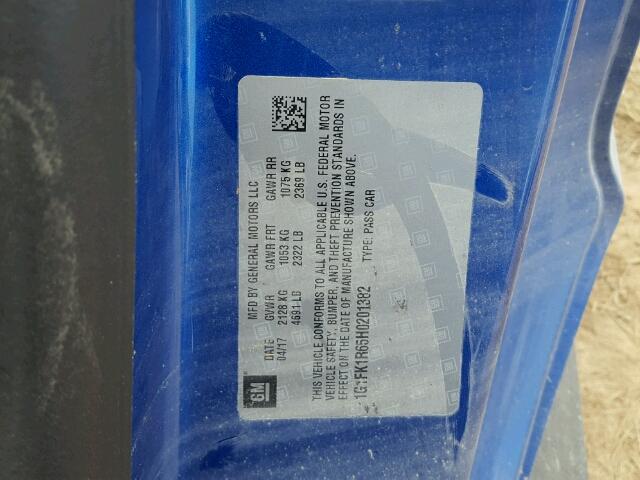 GM
MFD BY GENERAL MOTORS LLC
DATE GVWR GAWR FRT GAWR RR
04/17 2128 KG 1053 KG 1075 KG
4691 LB 2322 LB 2369 LB
THIS VEHICLE CONFORMS TO ALL APPLICABLE U.S. FEDERAL MOTOR
VEHICLE SAFETY, BUMPER, AND THEFT PREVENTION STANDARDS IN
EFFECT ON THE DATE OF MANUFACTURE SHOWN ABOVE.
1G1FK1R65H0201382 TYPE: PASS CAR